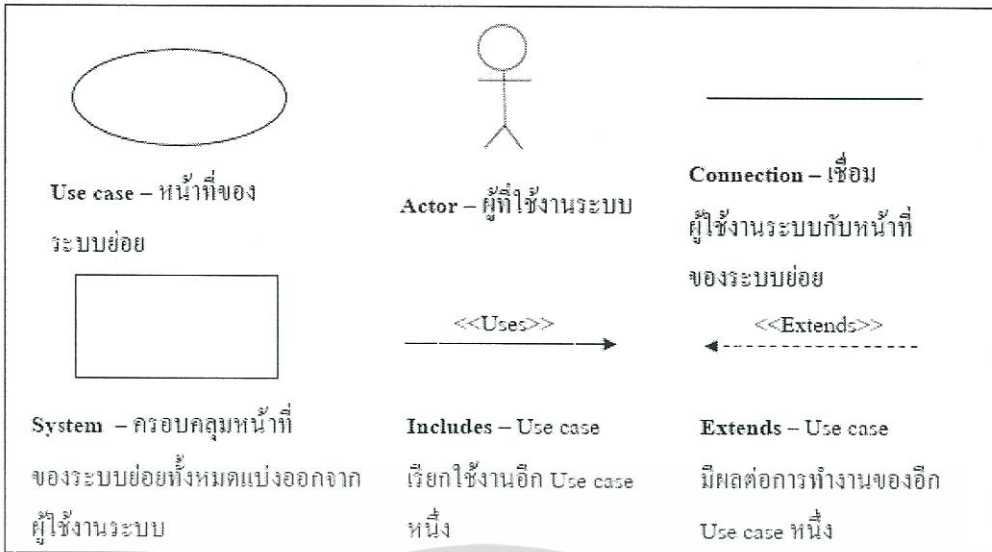 Use case – หน้าที่ของ
ระบบย่อย
Actor – ผู้ที่ใช้งานระบบ
Connection – เชื่อม
ผู้ใช้งานระบบกับหน้าที่
ของระบบย่อย
System – ครอบคลุมหน้าที่
ของระบบย่อยทั้งหมดแบ่งออกจาก
ผู้ใช้งานระบบ
<<Uses>>
Includes – Use case
เรียกใช้งานอีก Use case
หนึ่ง
<<Extends>>
Extends – Use case
มีผลต่อการทำงานของอีก
Use case หนึ่ง